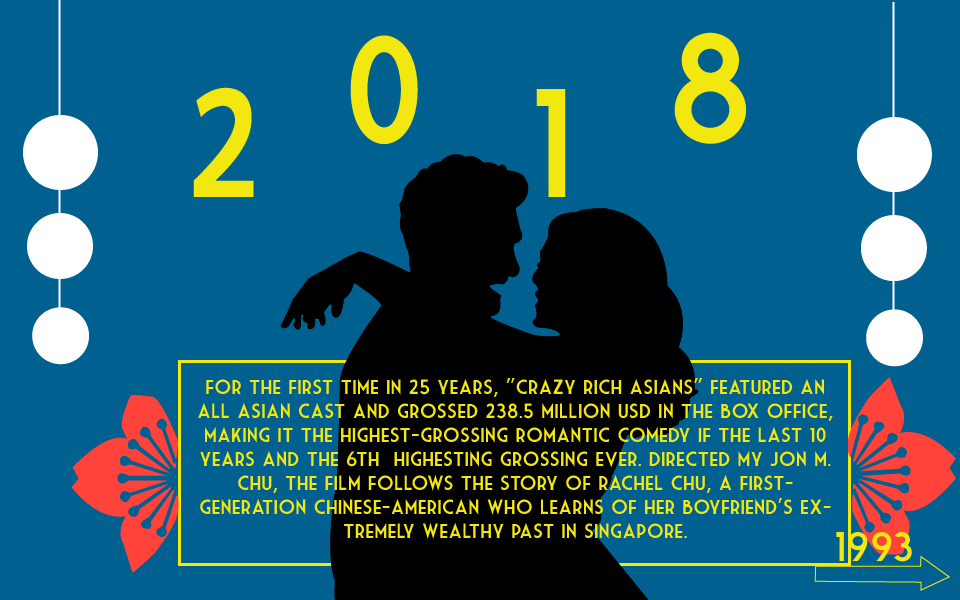 2018
FOR THE FIRST TIME IN 25 YEARS, "CRAZY RICH ASIANS" FEATURED AN
ALL ASIAN CAST AND GROSSED 238.5 MILLION USD IN THE BOX OFFICE,
MAKING IT THE HIGHEST-GROSSING ROMANTIC COMEDY IF THE LAST 10
YEARS AND THE 6TH HIGHESTING GROSSING EVER. DIRECTED MY JON M.
CHU, THE FILM FOLLOWS THE STORY OF RACHEL CHU, A FIRST-
GENERATION CHINESE-AMERICAN WHO LEARNS OF HER BOYFRIEND'S EX-
TREMELY WEALTHY PAST IN SINGAPORE.
1993